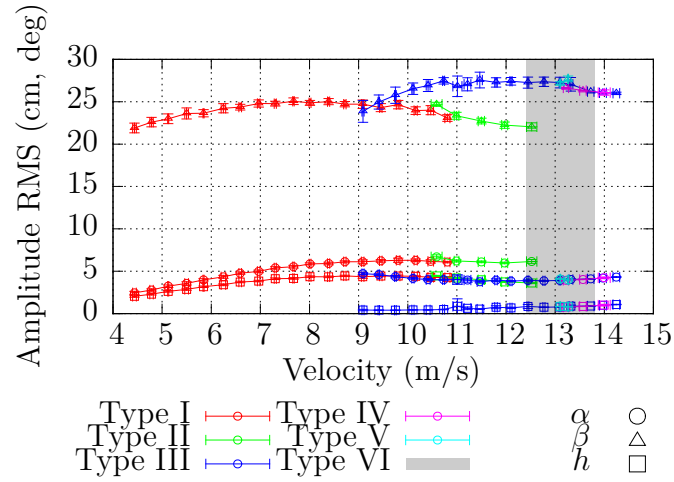 Amplitude RMS (cm, deg)
30
25
20
15
10
5
0
4 5 6 7 8 9 10 11 12 13 14 15
Velocity (m/s)
Type I Type IV α
Type II Type V β
Type III Type VI h